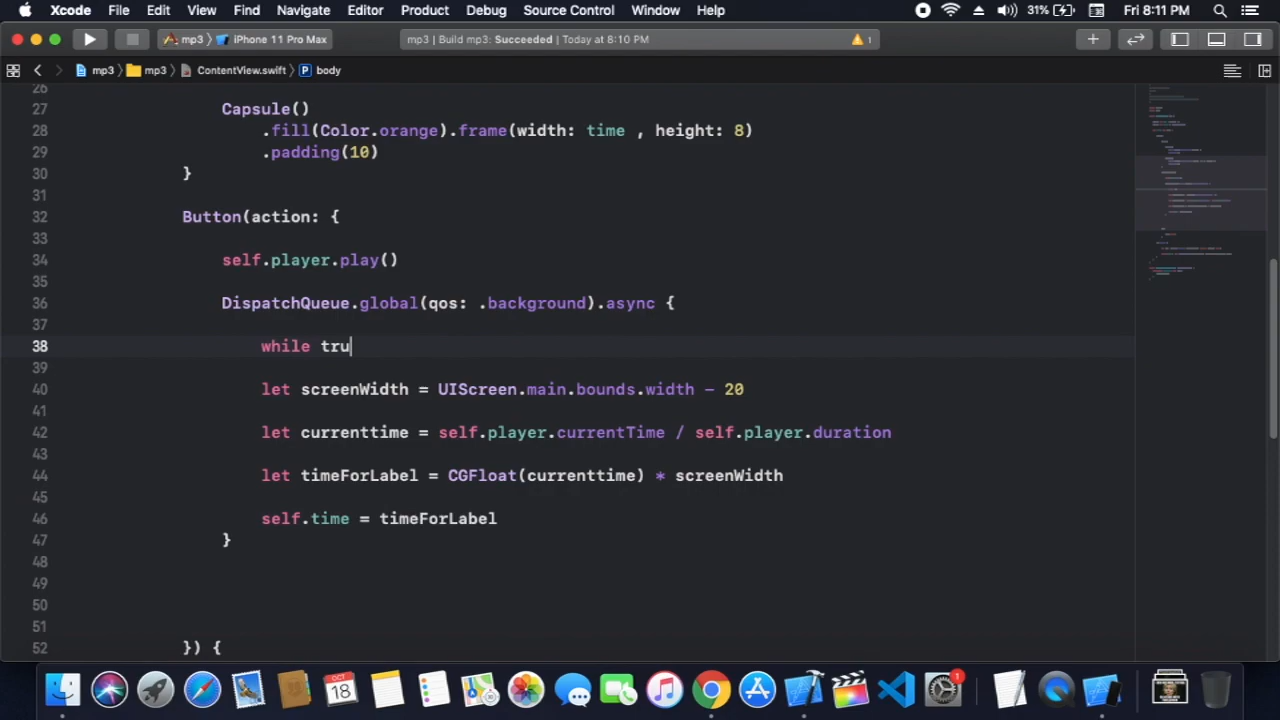 Xcode File Edit View Find Navigate Editor Product Debug Source Control Window Help 31% Fri 8:11 PM
mp3 iPhone 11 Pro Max mp3 | Build mp3: Succeeded | Today at 8:10 PM 1
mp3 mp3 ContentView.swift body
26
27 Capsule()
28 .fill(Color.orange).frame(width: time , height: 8)
29 .padding(10)
30 }
31
32 Button(action: {
33
34 self.player.play()
35
36 DispatchQueue.global(qos: .background).async {
37
38 while tru
39
40 let screenWidth = UIScreen.main.bounds.width - 20
41
42 let currenttime = self.player.currentTime / self.player.duration
43
44 let timeForLabel = CGFloat(currenttime) * screenWidth
45
46 self.time = timeForLabel
47 }
48
49
50
51
52 }) {
18
1